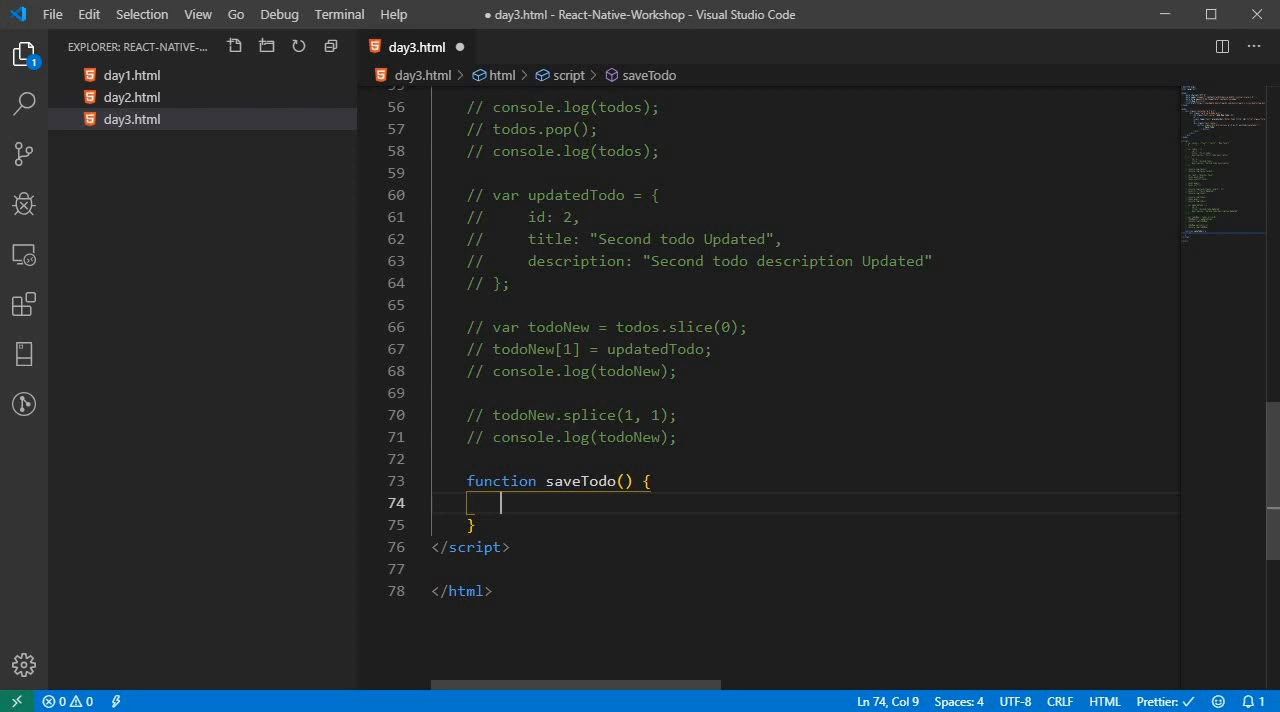 File Edit Selection View Go Debug Terminal Help
● day3.html - React-Native-Workshop - Visual Studio Code
EXPLORER: REACT-NATIVE-...
1
day1.html
day2.html
day3.html
day3.html ●
day3.html > html > script > saveTodo
56 // console.log(todos);
57 // todos.pop();
58 // console.log(todos);
59
60 // var updatedTodo = {
61 //     id: 2,
62 //     title: "Second todo Updated",
63 //     description: "Second todo description Updated"
64 // };
65
66 // var todoNew = todos.slice(0);
67 // todoNew[1] = updatedTodo;
68 // console.log(todoNew);
69
70 // todoNew.splice(1, 1);
71 // console.log(todoNew);
72
73 function saveTodo() {
74
75 }
76 </script>
77
78 </html>
0 0
Ln 74, Col 9 Spaces: 4 UTF-8 CRLF HTML Prettier: ✓ 1